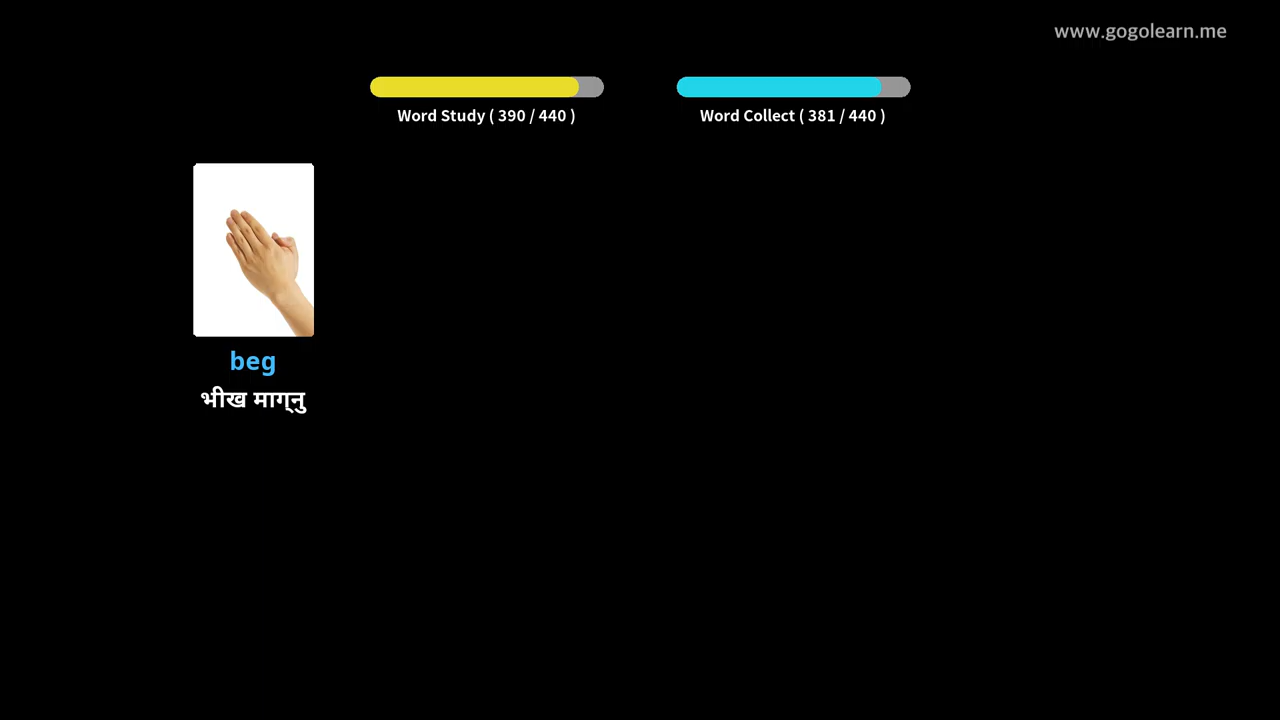 www.gogolearn.me
Word Study ( 390 / 440 )
Word Collect ( 381 / 440 )
beg
भीख माग्नु